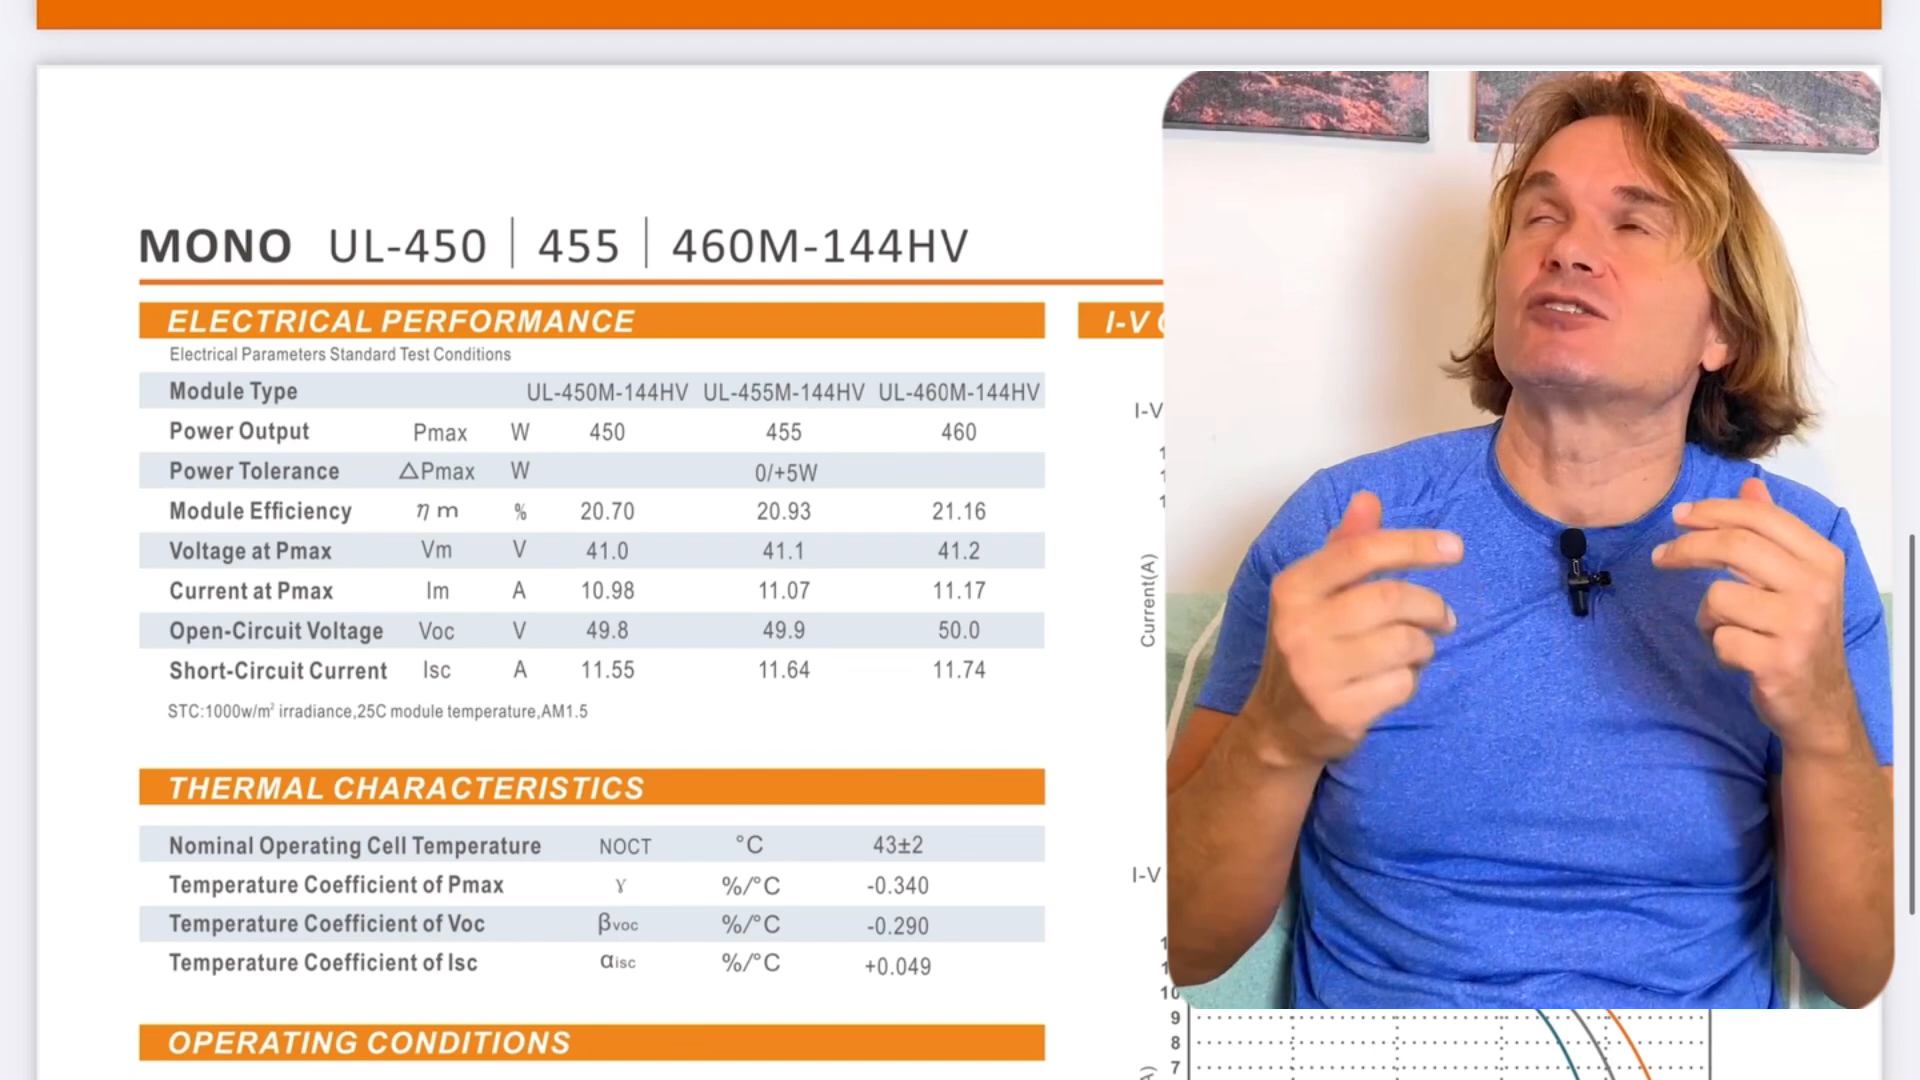 MONO UL-450 | 455 | 460M-144HV
ELECTRICAL PERFORMANCE
Electrical Parameters Standard Test Conditions
Module Type UL-450M-144HV UL-455M-144HV UL-460M-144HV
Power Output Pmax W 450 455 460
Power Tolerance △Pmax W 0/+5W
Module Efficiency η m % 20.70 20.93 21.16
Voltage at Pmax Vm V 41.0 41.1 41.2
Current at Pmax Im A 10.98 11.07 11.17
Open-Circuit Voltage Voc V 49.8 49.9 50.0
Short-Circuit Current Isc A 11.55 11.64 11.74
STC:1000w/m² irradiance,25C module temperature,AM1.5
THERMAL CHARACTERISTICS
Nominal Operating Cell Temperature NOCT °C 43±2
Temperature Coefficient of Pmax γ %/°C -0.340
Temperature Coefficient of Voc βvoc %/°C -0.290
Temperature Coefficient of Isc αisc %/°C +0.049
OPERATING CONDITIONS
I-V
I-V
Current(A)
I-V
10
9
8
7